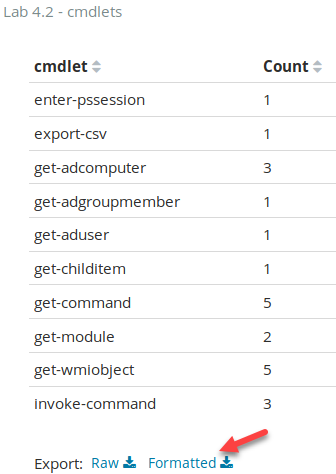 Lab 4.2 - cmdlets
cmdlet Count
enter-pssession 1
export-csv 1
get-adcomputer 3
get-adgroupmember 1
get-aduser 1
get-childitem 1
get-command 5
get-module 2
get-wmiobject 5
invoke-command 3
Export: Raw Formatted